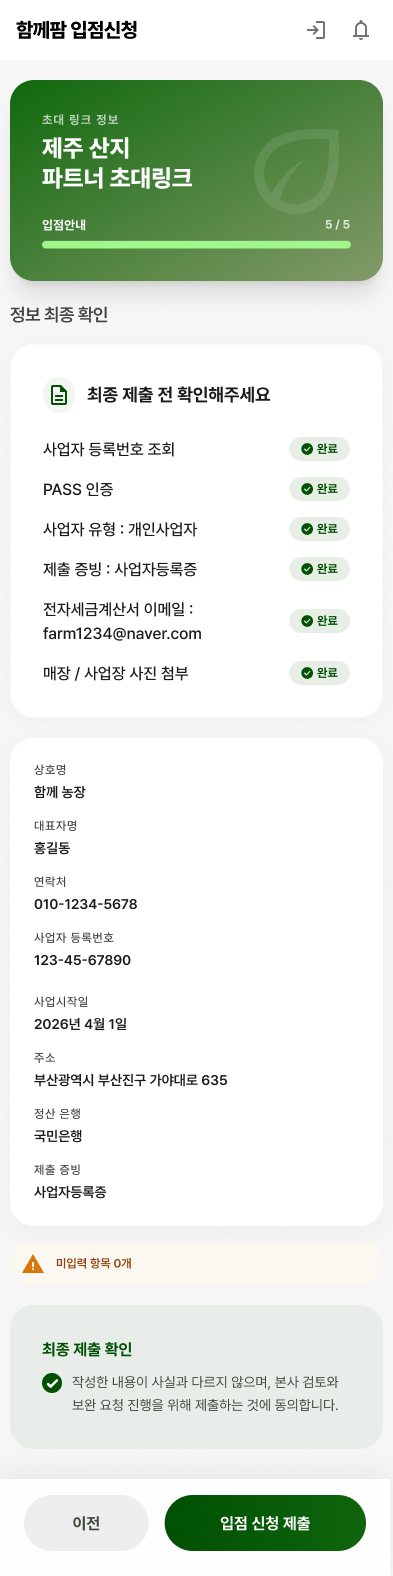 함께팜 입점신청
초대 링크 정보
제주 산지
파트너 초대링크
입점안내
5 / 5
정보 최종 확인
최종 제출 전 확인해주세요
사업자 등록번호 조회
완료
PASS 인증
완료
사업자 유형 : 개인사업자
완료
제출 증빙 : 사업자등록증
완료
전자세금계산서 이메일 :
farm1234@naver.com
완료
매장 / 사업장 사진 첨부
완료
상호명
함께 농장
대표자명
홍길동
연락처
010-1234-5678
사업자 등록번호
123-45-67890
사업시작일
2026년 4월 1일
주소
부산광역시 부산진구 가야대로 635
정산 은행
국민은행
제출 증빙
사업자등록증
미입력 항목 0개
최종 제출 확인
작성한 내용이 사실과 다르지 않으며, 본사 검토와
보완 요청 진행을 위해 제출하는 것에 동의합니다.
이전
입점 신청 제출